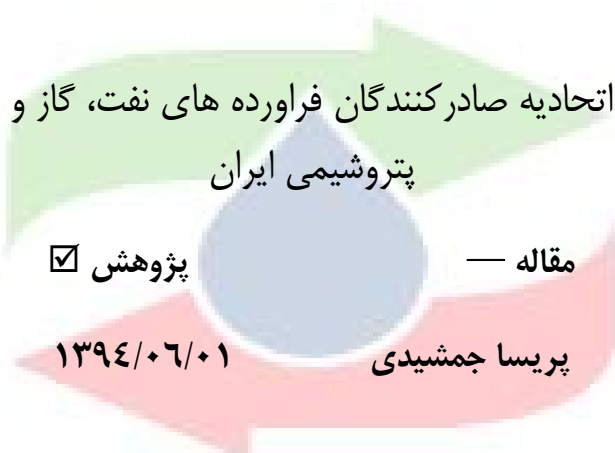 اتحادیه صادرکنندگان فراورده های نفت، گاز و
پتروشیمی ایران
مقاله — پژوهش ☑
پریسا جمشیدی ۱۳۹٤/۰٦/۰۱